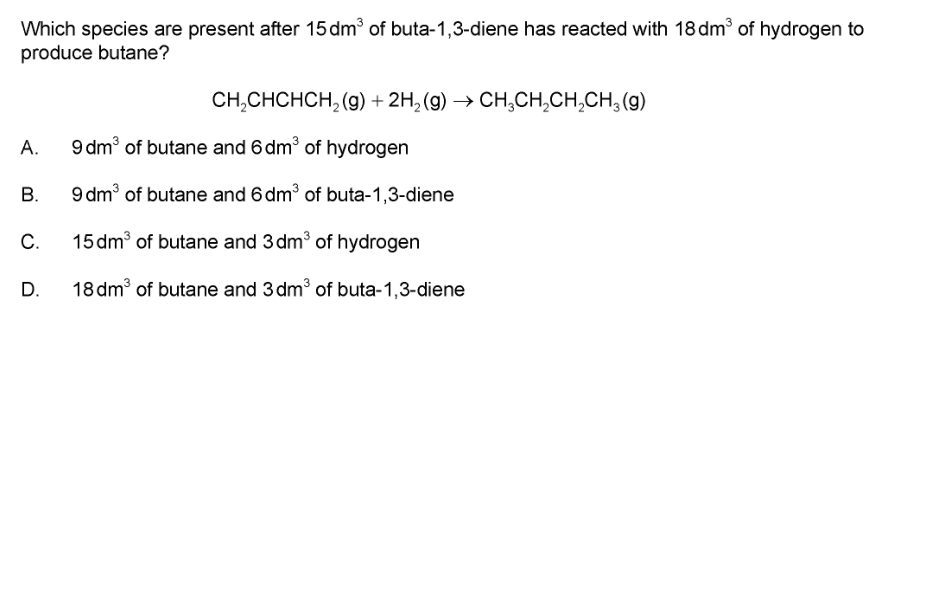 Which species are present after 15 dm³ of buta-1,3-diene has reacted with 18 dm³ of hydrogen to
produce butane?
CH₂CHCHCH₂ (g) + 2H₂ (g) → CH₃CH₂CH₂CH₃ (g)
A. 9 dm³ of butane and 6 dm³ of hydrogen
B. 9 dm³ of butane and 6 dm³ of buta-1,3-diene
C. 15 dm³ of butane and 3 dm³ of hydrogen
D. 18 dm³ of butane and 3 dm³ of buta-1,3-diene